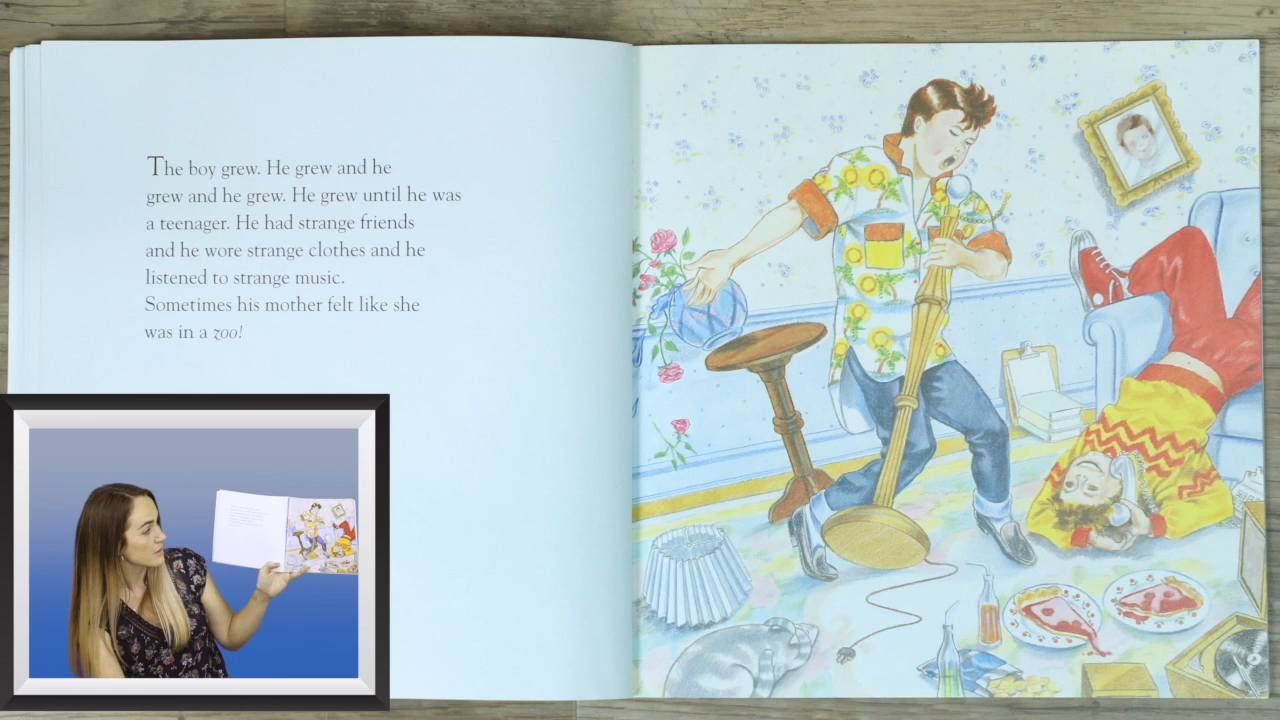 The boy grew. He grew and he
grew and he grew. He grew until he was
a teenager. He had strange friends
and he wore strange clothes and he
listened to strange music.
Sometimes his mother felt like she
was in a zoo!